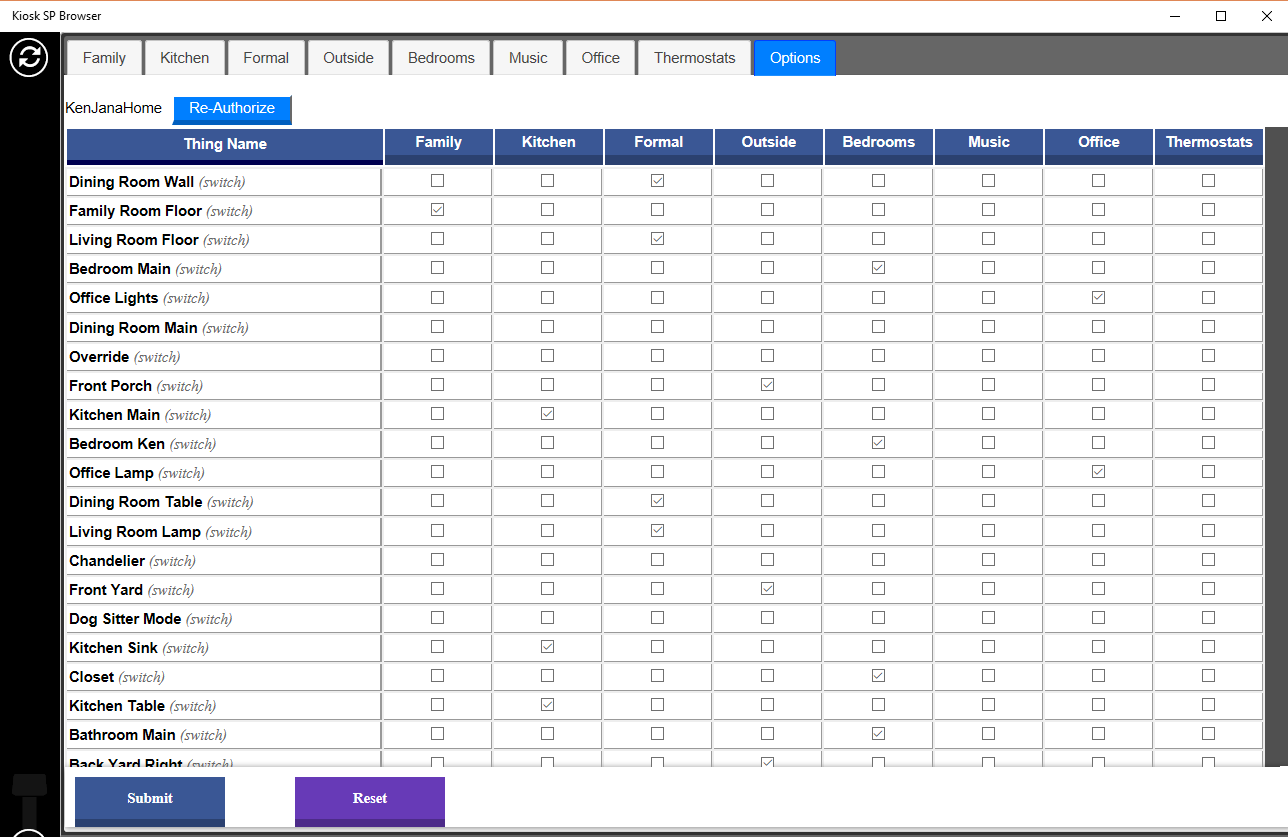 Kiosk SP Browser
Family Kitchen Formal Outside Bedrooms Music Office Thermostats Options
KenJanaHome Re-Authorize
Thing Name Family Kitchen Formal Outside Bedrooms Music Office Thermostats
Dining Room Wall (switch)
Family Room Floor (switch)
Living Room Floor (switch)
Bedroom Main (switch)
Office Lights (switch)
Dining Room Main (switch)
Override (switch)
Front Porch (switch)
Kitchen Main (switch)
Bedroom Ken (switch)
Office Lamp (switch)
Dining Room Table (switch)
Living Room Lamp (switch)
Chandelier (switch)
Front Yard (switch)
Dog Sitter Mode (switch)
Kitchen Sink (switch)
Closet (switch)
Kitchen Table (switch)
Bathroom Main (switch)
Back Yard Right (switch)
Submit Reset